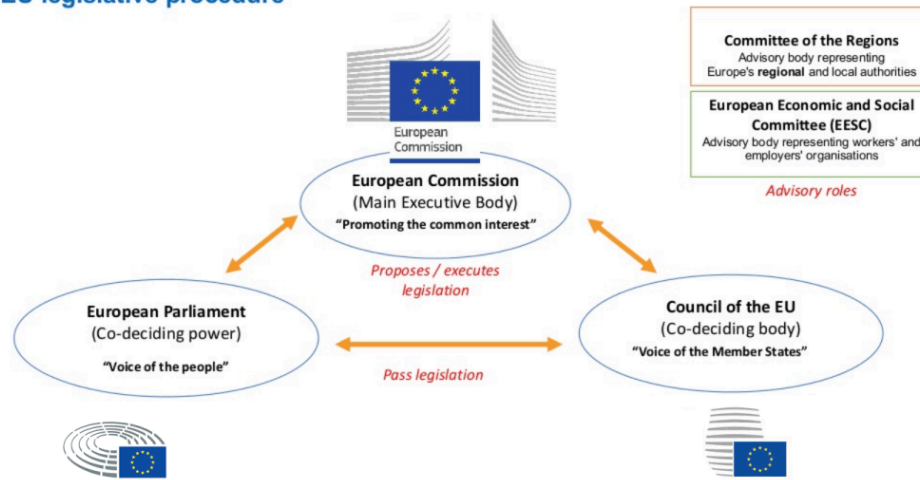 EU legislative procedure
Committee of the Regions
Advisory body representing
Europe's regional and local authorities
European Economic and Social
Committee (EESC)
Advisory body representing workers' and
employers' organisations
Advisory roles
European
Commission
European Commission
(Main Executive Body)
“Promoting the common interest”
Proposes / executes
legislation
European Parliament
(Co-deciding power)
“Voice of the people”
Council of the EU
(Co-deciding body)
“Voice of the Member States”
Pass legislation